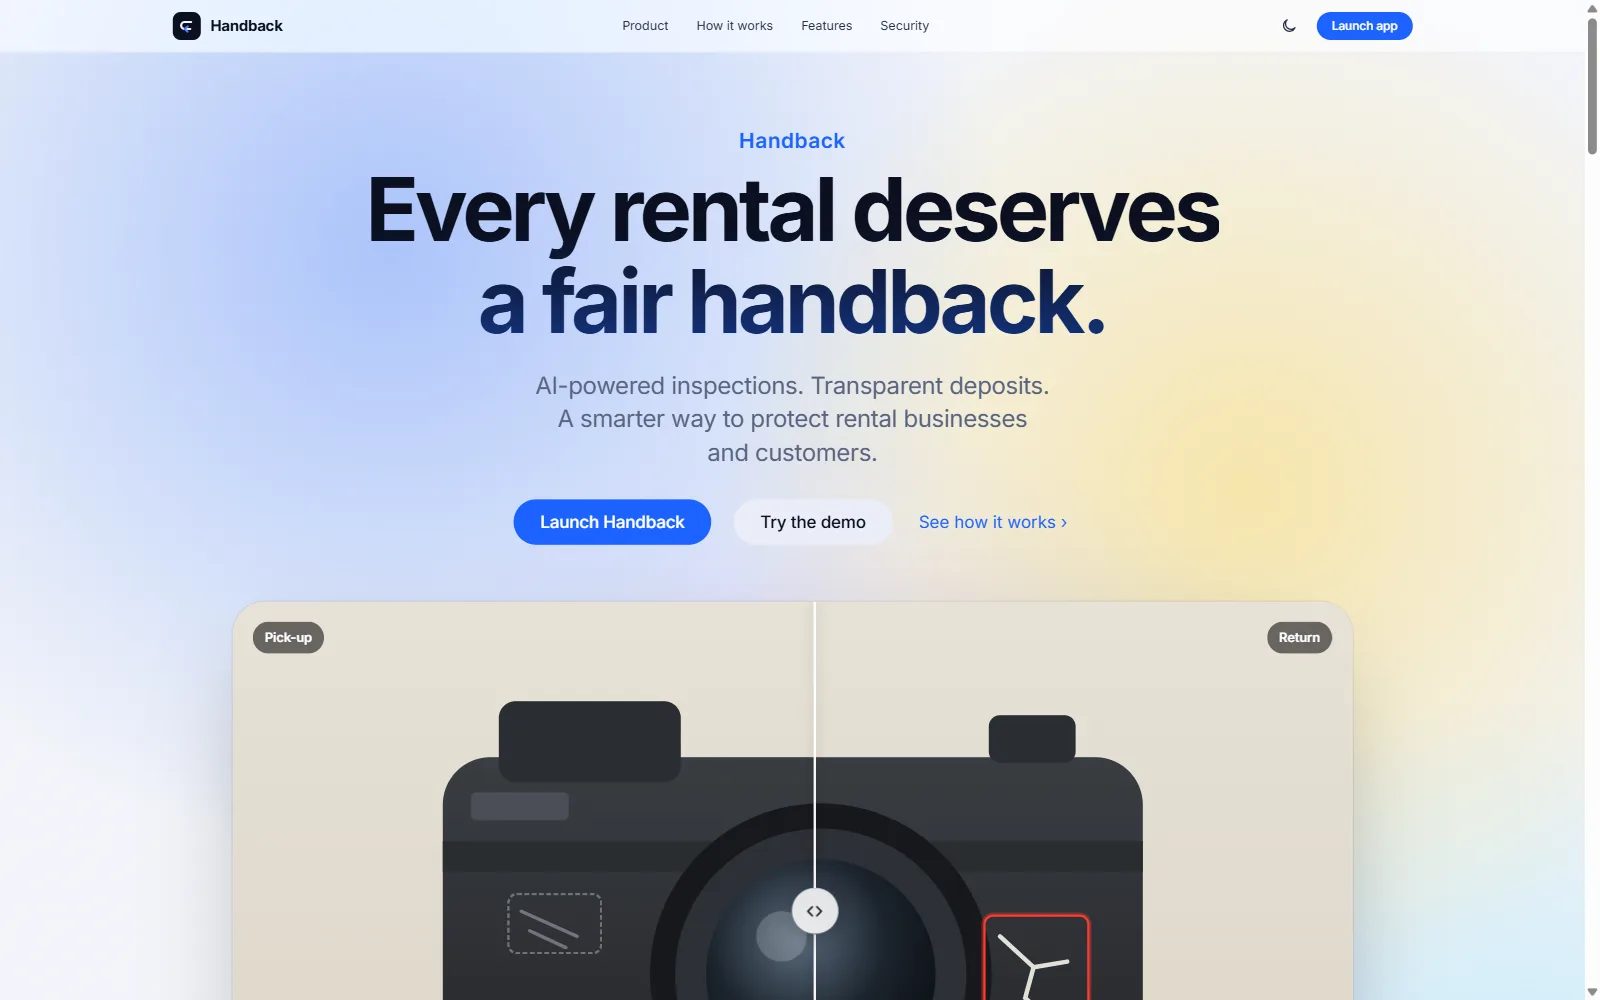 Handback
Product
How it works
Features
Security
Launch app
Handback
Every rental deserves
a fair handback.
AI-powered inspections. Transparent deposits.
A smarter way to protect rental businesses
and customers.
Launch Handback
Try the demo
See how it works ›
Pick-up
Return